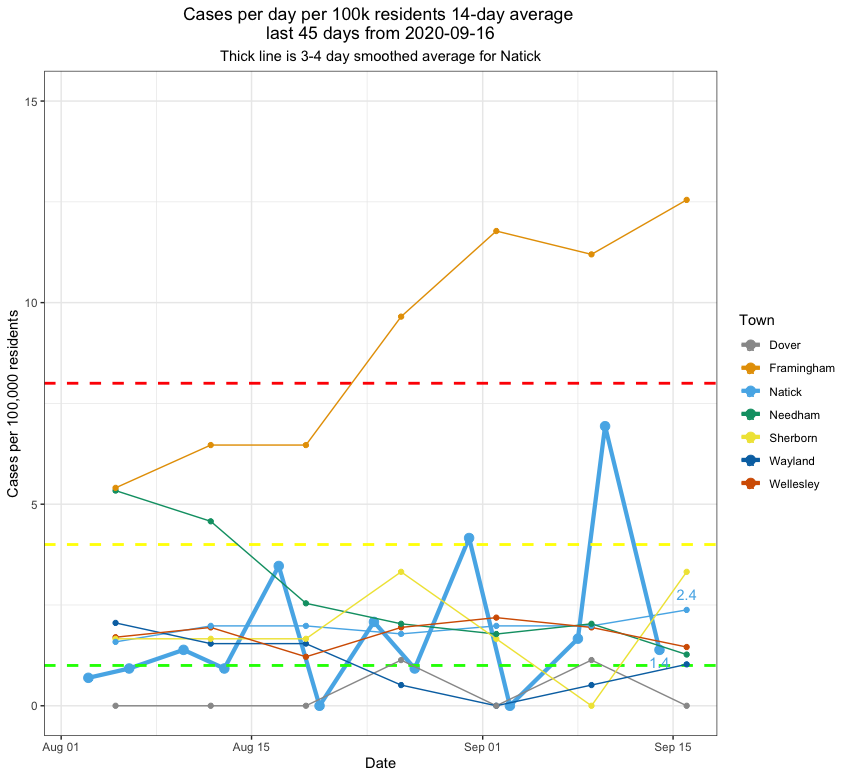 Cases per day per 100k residents 14-day average
last 45 days from 2020-09-16
Thick line is 3-4 day smoothed average for Natick
Cases per 100,000 residents
15
10
5
0
2.4
1.4
Aug 01
Aug 15
Sep 01
Sep 15
Date
Town
Dover
Framingham
Natick
Needham
Sherborn
Wayland
Wellesley